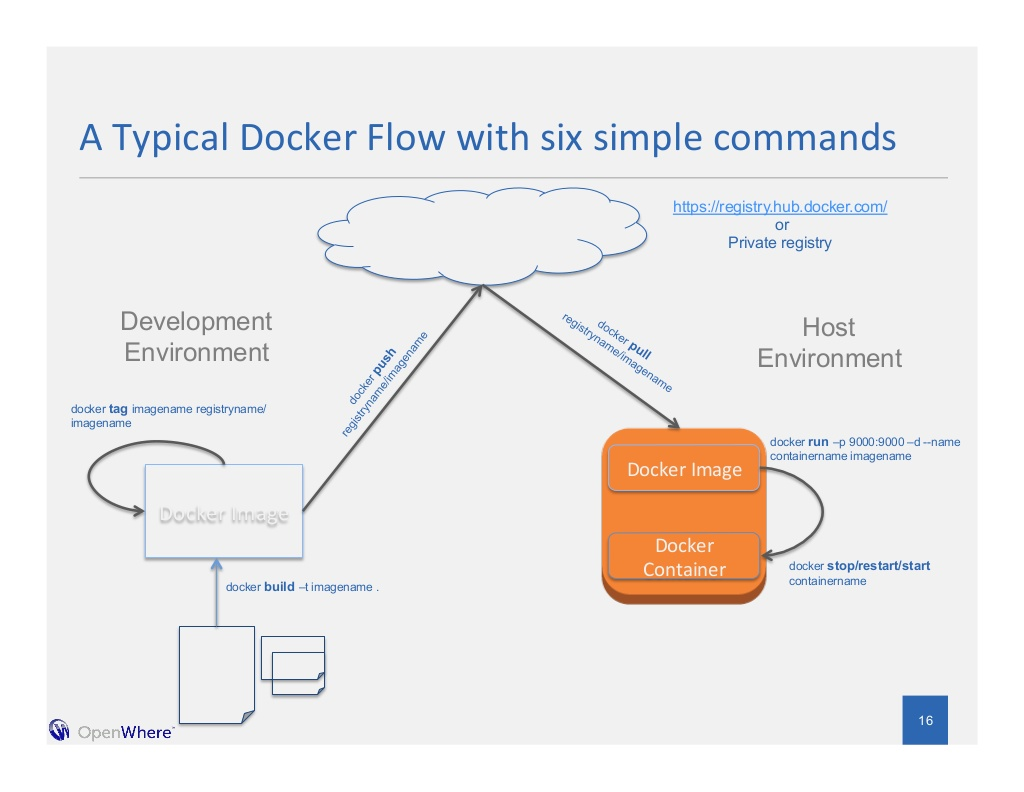 A Typical Docker Flow with six simple commands
https://registry.hub.docker.com/
or
Private registry
Development
Environment
Host
Environment
docker push
registryname/imagename
docker pull
registryname/imagename
docker tag imagename registryname/
imagename
Docker Image
docker build –t imagename .
Docker Image
docker run –p 9000:9000 –d --name
containername imagename
Docker
Container
docker stop/restart/start
containername
OpenWhere
16